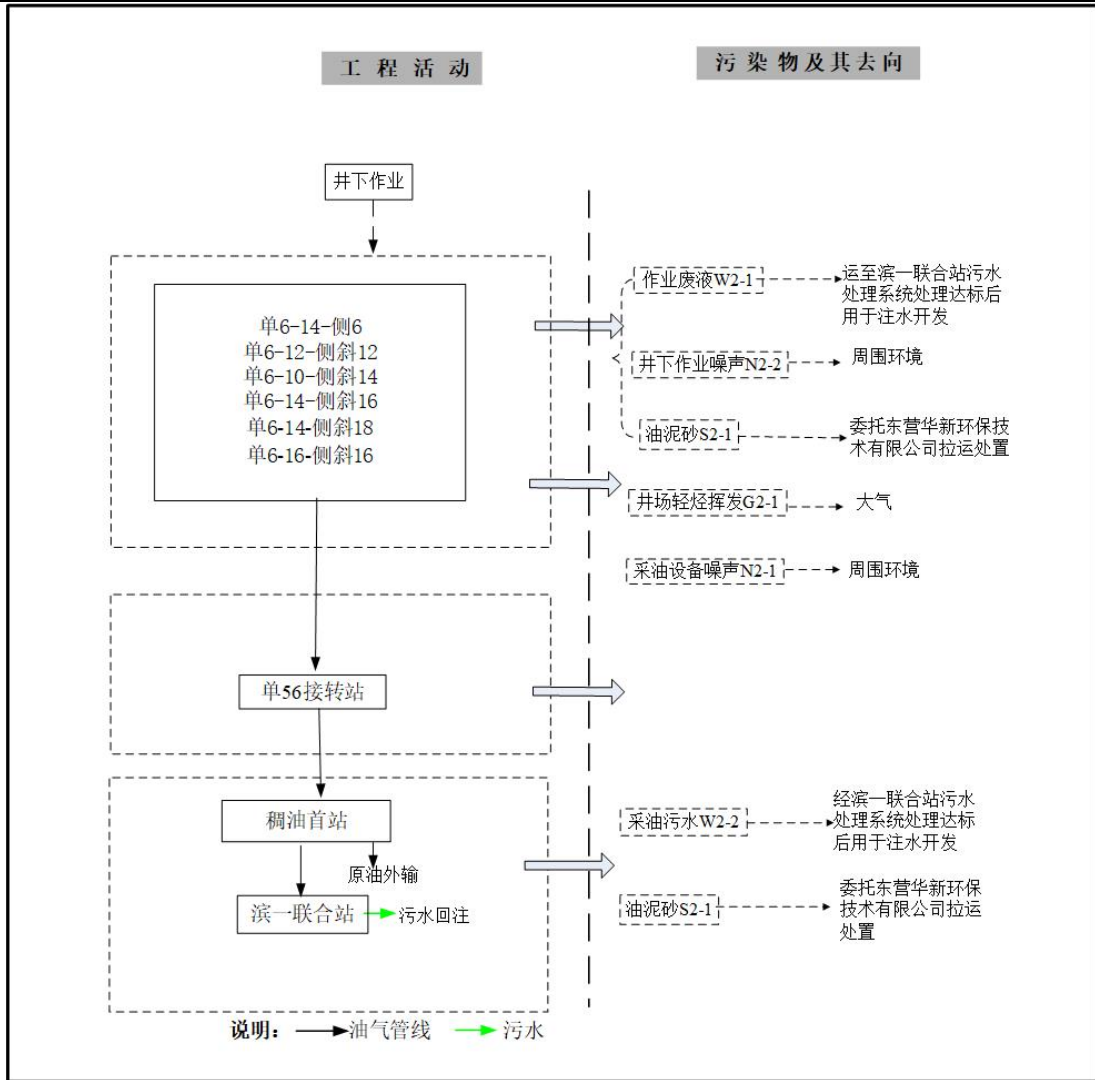 工程活动
污染物及其去向
井下作业
单6-14-侧6
单6-12-侧斜12
单6-10-侧斜14
单6-14-侧斜16
单6-14-侧斜18
单6-16-侧斜16
作业废液W2-1
运至滨一联合站污水
处理系统处理达标后
用于注水开发
井下作业噪声N2-2
周围环境
油泥砂S2-1
委托东营华新环保技
术有限公司拉运处置
井场轻烃挥发G2-1
大气
采油设备噪声N2-1
周围环境
单56接转站
稠油首站
原油外输
滨一联合站
污水回注
采油污水W2-2
经滨一联合站污水
处理系统处理达标
后用于注水开发
油泥砂S2-1
委托东营华新环保
技术有限公司拉运
处置
说明：
油气管线
污水